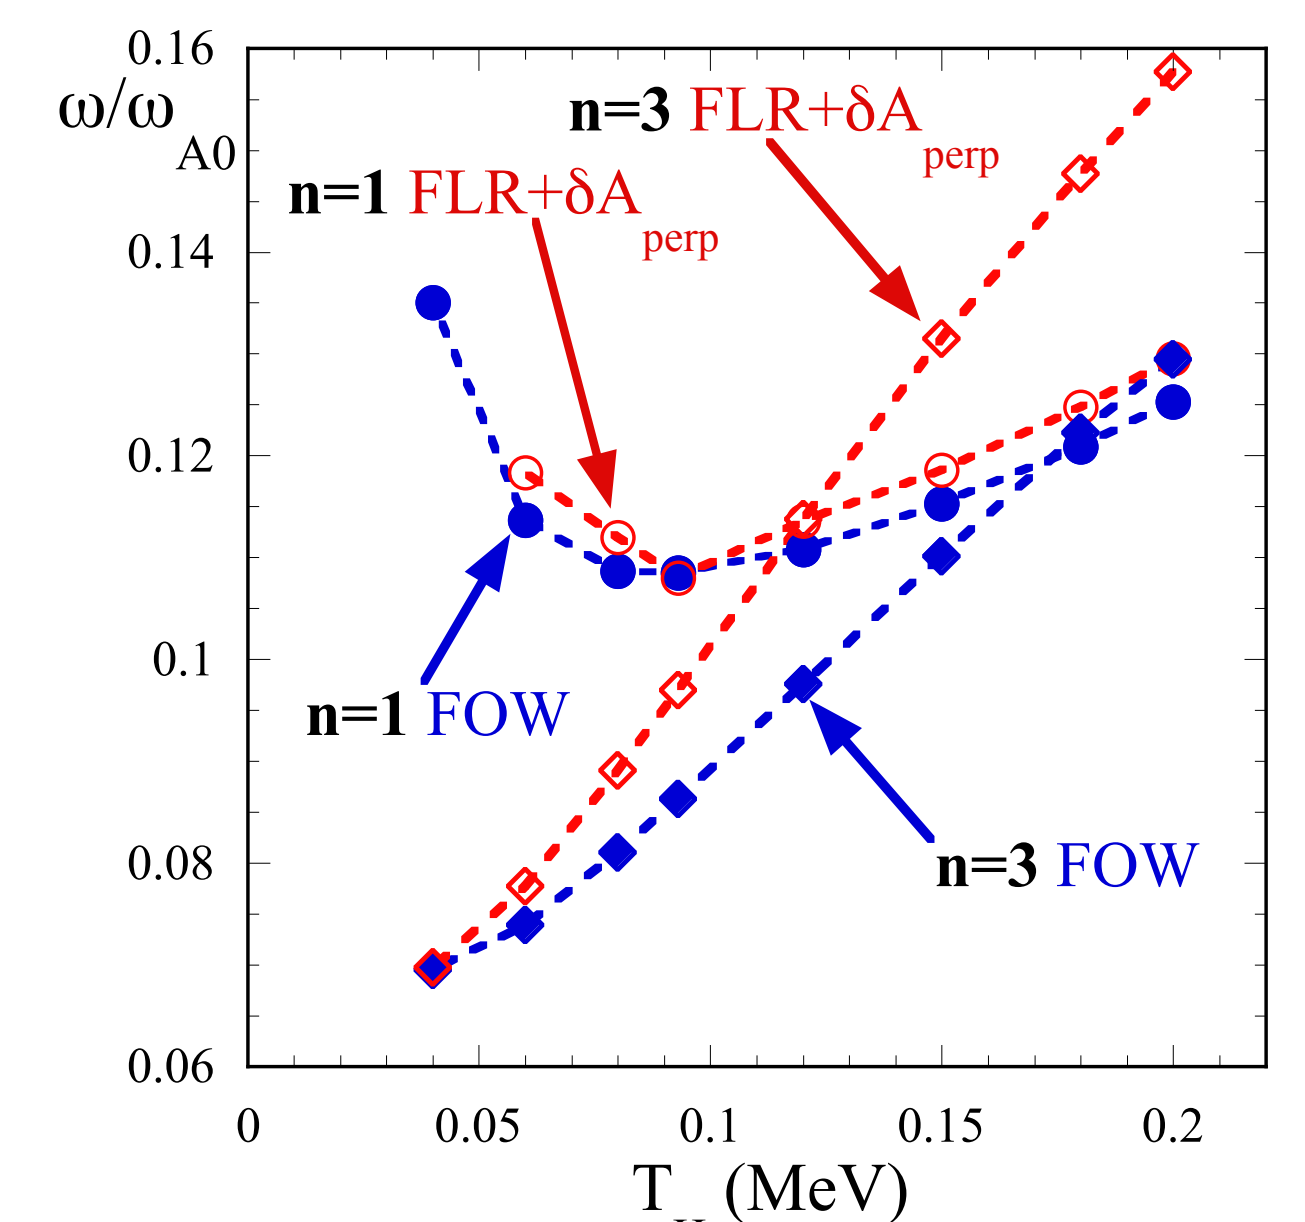 0.16
ω/ω
A0
n=3 FLR+δA
perp
n=1 FLR+δA
perp
0.14
0.12
0.1
n=1 FOW
n=3 FOW
0.08
0.06
0 0.05 0.1 0.15 0.2
T (MeV)